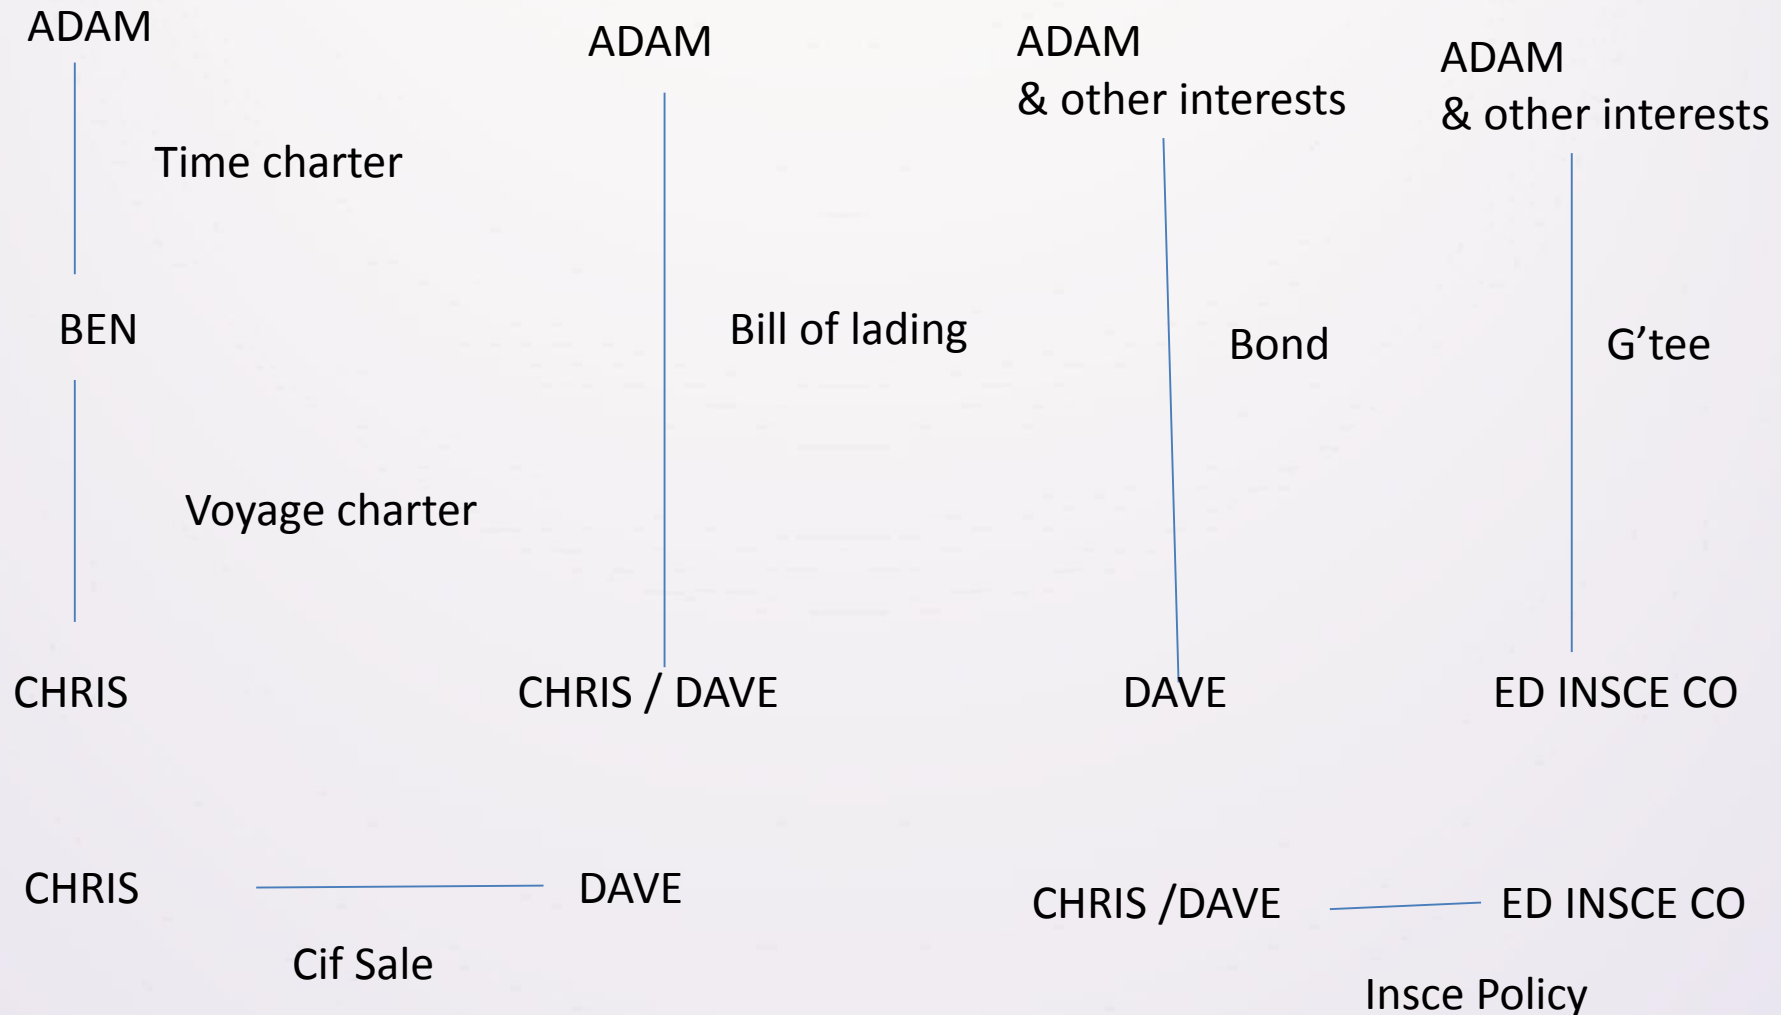 ADAM
Time charter
BEN
Voyage charter
CHRIS
ADAM
Bill of lading
CHRIS / DAVE
ADAM
& other interests
Bond
DAVE
ADAM
& other interests
G’tee
ED INSCE CO
CHRIS
DAVE
Cif Sale
CHRIS /DAVE
ED INSCE CO
Insce Policy